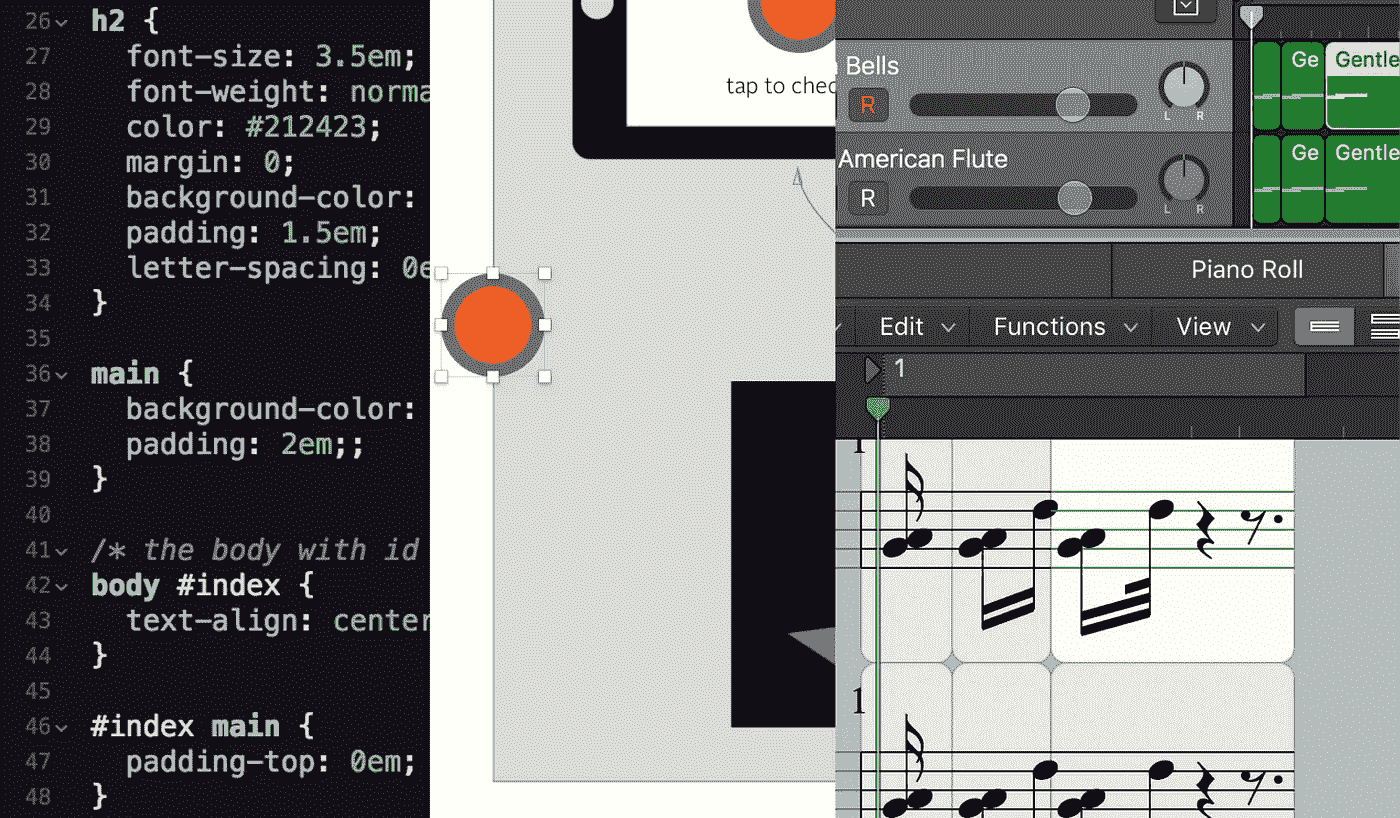 26 h2 {
27 font-size: 3.5em;
28 font-weight: norma
29 color: #212423;
30 margin: 0;
31 background-color:
32 padding: 1.5em;
33 letter-spacing: 0e
34 }
35
36 main {
37 background-color:
38 padding: 2em;;
39 }
40
41 /* the body with id
42 body #index {
43 text-align: center
44 }
45
46 #index main {
47 padding-top: 0em;
48 }
tap to chec
Bells
R
L R
Ge Gentle
American Flute
R
L R
Ge Gentle
Piano Roll
Edit Functions View
1
1
1